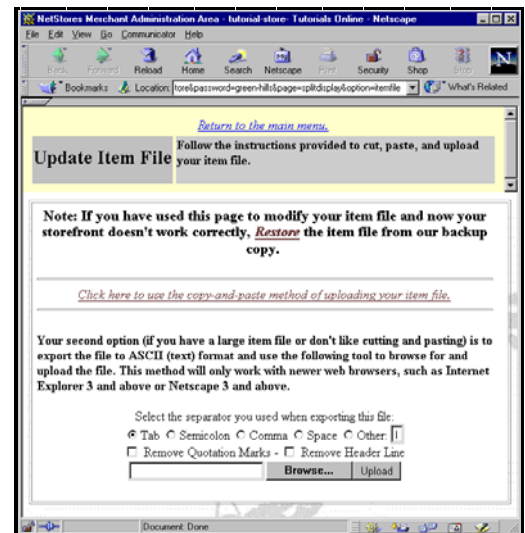 NetStores Merchant Administration Area - tutorial-store- Tutorials Online - Netscape
File Edit View Go Communicator Help
Back Forward Reload Home Search Netscape Print Security Shop Stop
Bookmarks Location: tore&password=green-hills&page=splitdisplay&option=itemfile What's Related
Return to the main menu.
Update Item File
Follow the instructions provided
to cut, paste, and upload
your item file.
Note: If you have used this page to modify your item file and now your
storefront doesn't work correctly, Restore the item file from our backup
copy.
Click here to use the copy-and-paste method of uploading your item file.
Your second option (if you have a large item file or don't like cutting and pasting) is to
export the file to ASCII (text) format and use the following tool to browse for and
upload the file. This method will only work with newer web browsers, such as Internet
Explorer 3 and above or Netscape 3 and above.
Select the separator you used when exporting this file:
Tab Semicolon Comma Space Other:
Remove Quotation Marks - Remove Header Line
Browse... Upload
Document: Done